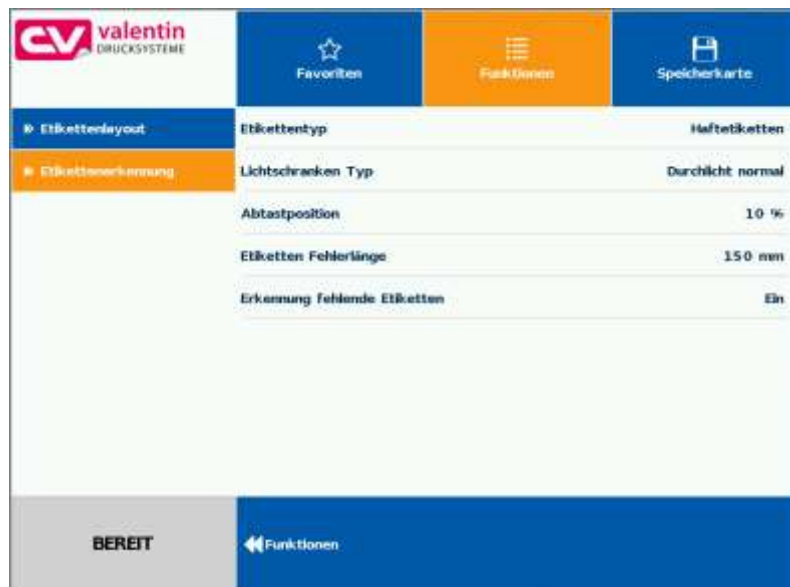 CV valentin
DRUCKSYSTEME
Favoriten
Funktionen
Speicherkarte
Etikettenlayout
Etikettenerkennung
Etikettentyp Haftetiketten
Lichtschranken Typ Durchlicht normal
Abtastposition 10 %
Etiketten Fehlerlänge 150 mm
Erkennung fehlende Etiketten Ein
BEREIT
Funktionen